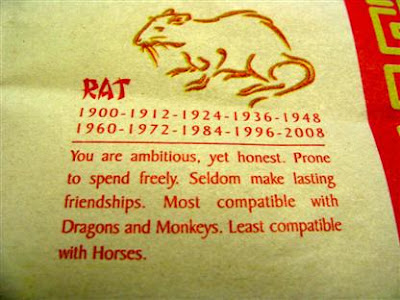 RAT
1900-1912-1924-1936-1948
1960-1972-1984-1996-2008
You are ambitious, yet honest. Prone
to spend freely. Seldom make lasting
friendships. Most compatible with
Dragons and Monkeys. Least compatible
with Horses.